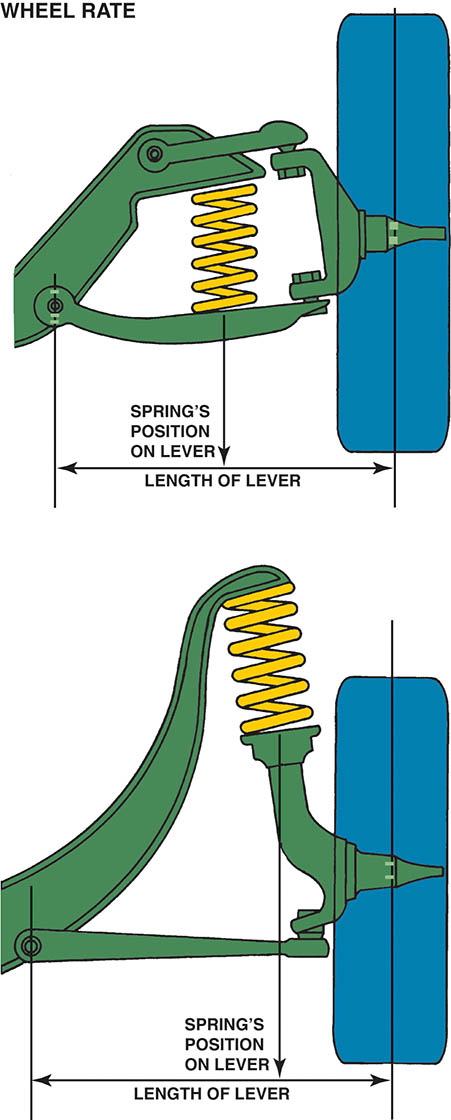 WHEEL RATE
SPRING’S
POSITION
ON LEVER
LENGTH OF LEVER
SPRING’S
POSITION
ON LEVER
LENGTH OF LEVER